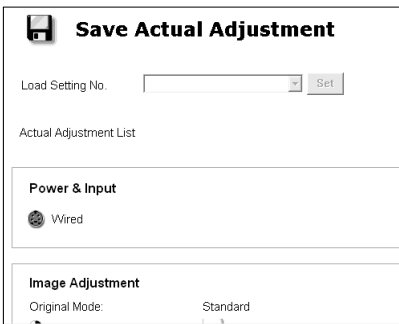 Save Actual Adjustment
Load Setting No. Set
Actual Adjustment List
Power & Input
Wired
Image Adjustment
Original Mode: Standard